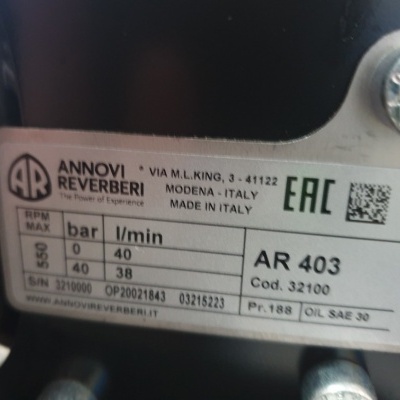 AR ANNOVI REVERBERI
The Power of Experience
VIA M.L.KING, 3 - 41122
MODENA - ITALY
MADE IN ITALY
EAC
RPM MAX bar l/min
550 0 40
40 38
AR 403
Cod. 32100
S/N 3210000 OP20021843 03215223
Pr.188 OIL SAE 30
WWW.ANNOVIREVERBERI.IT